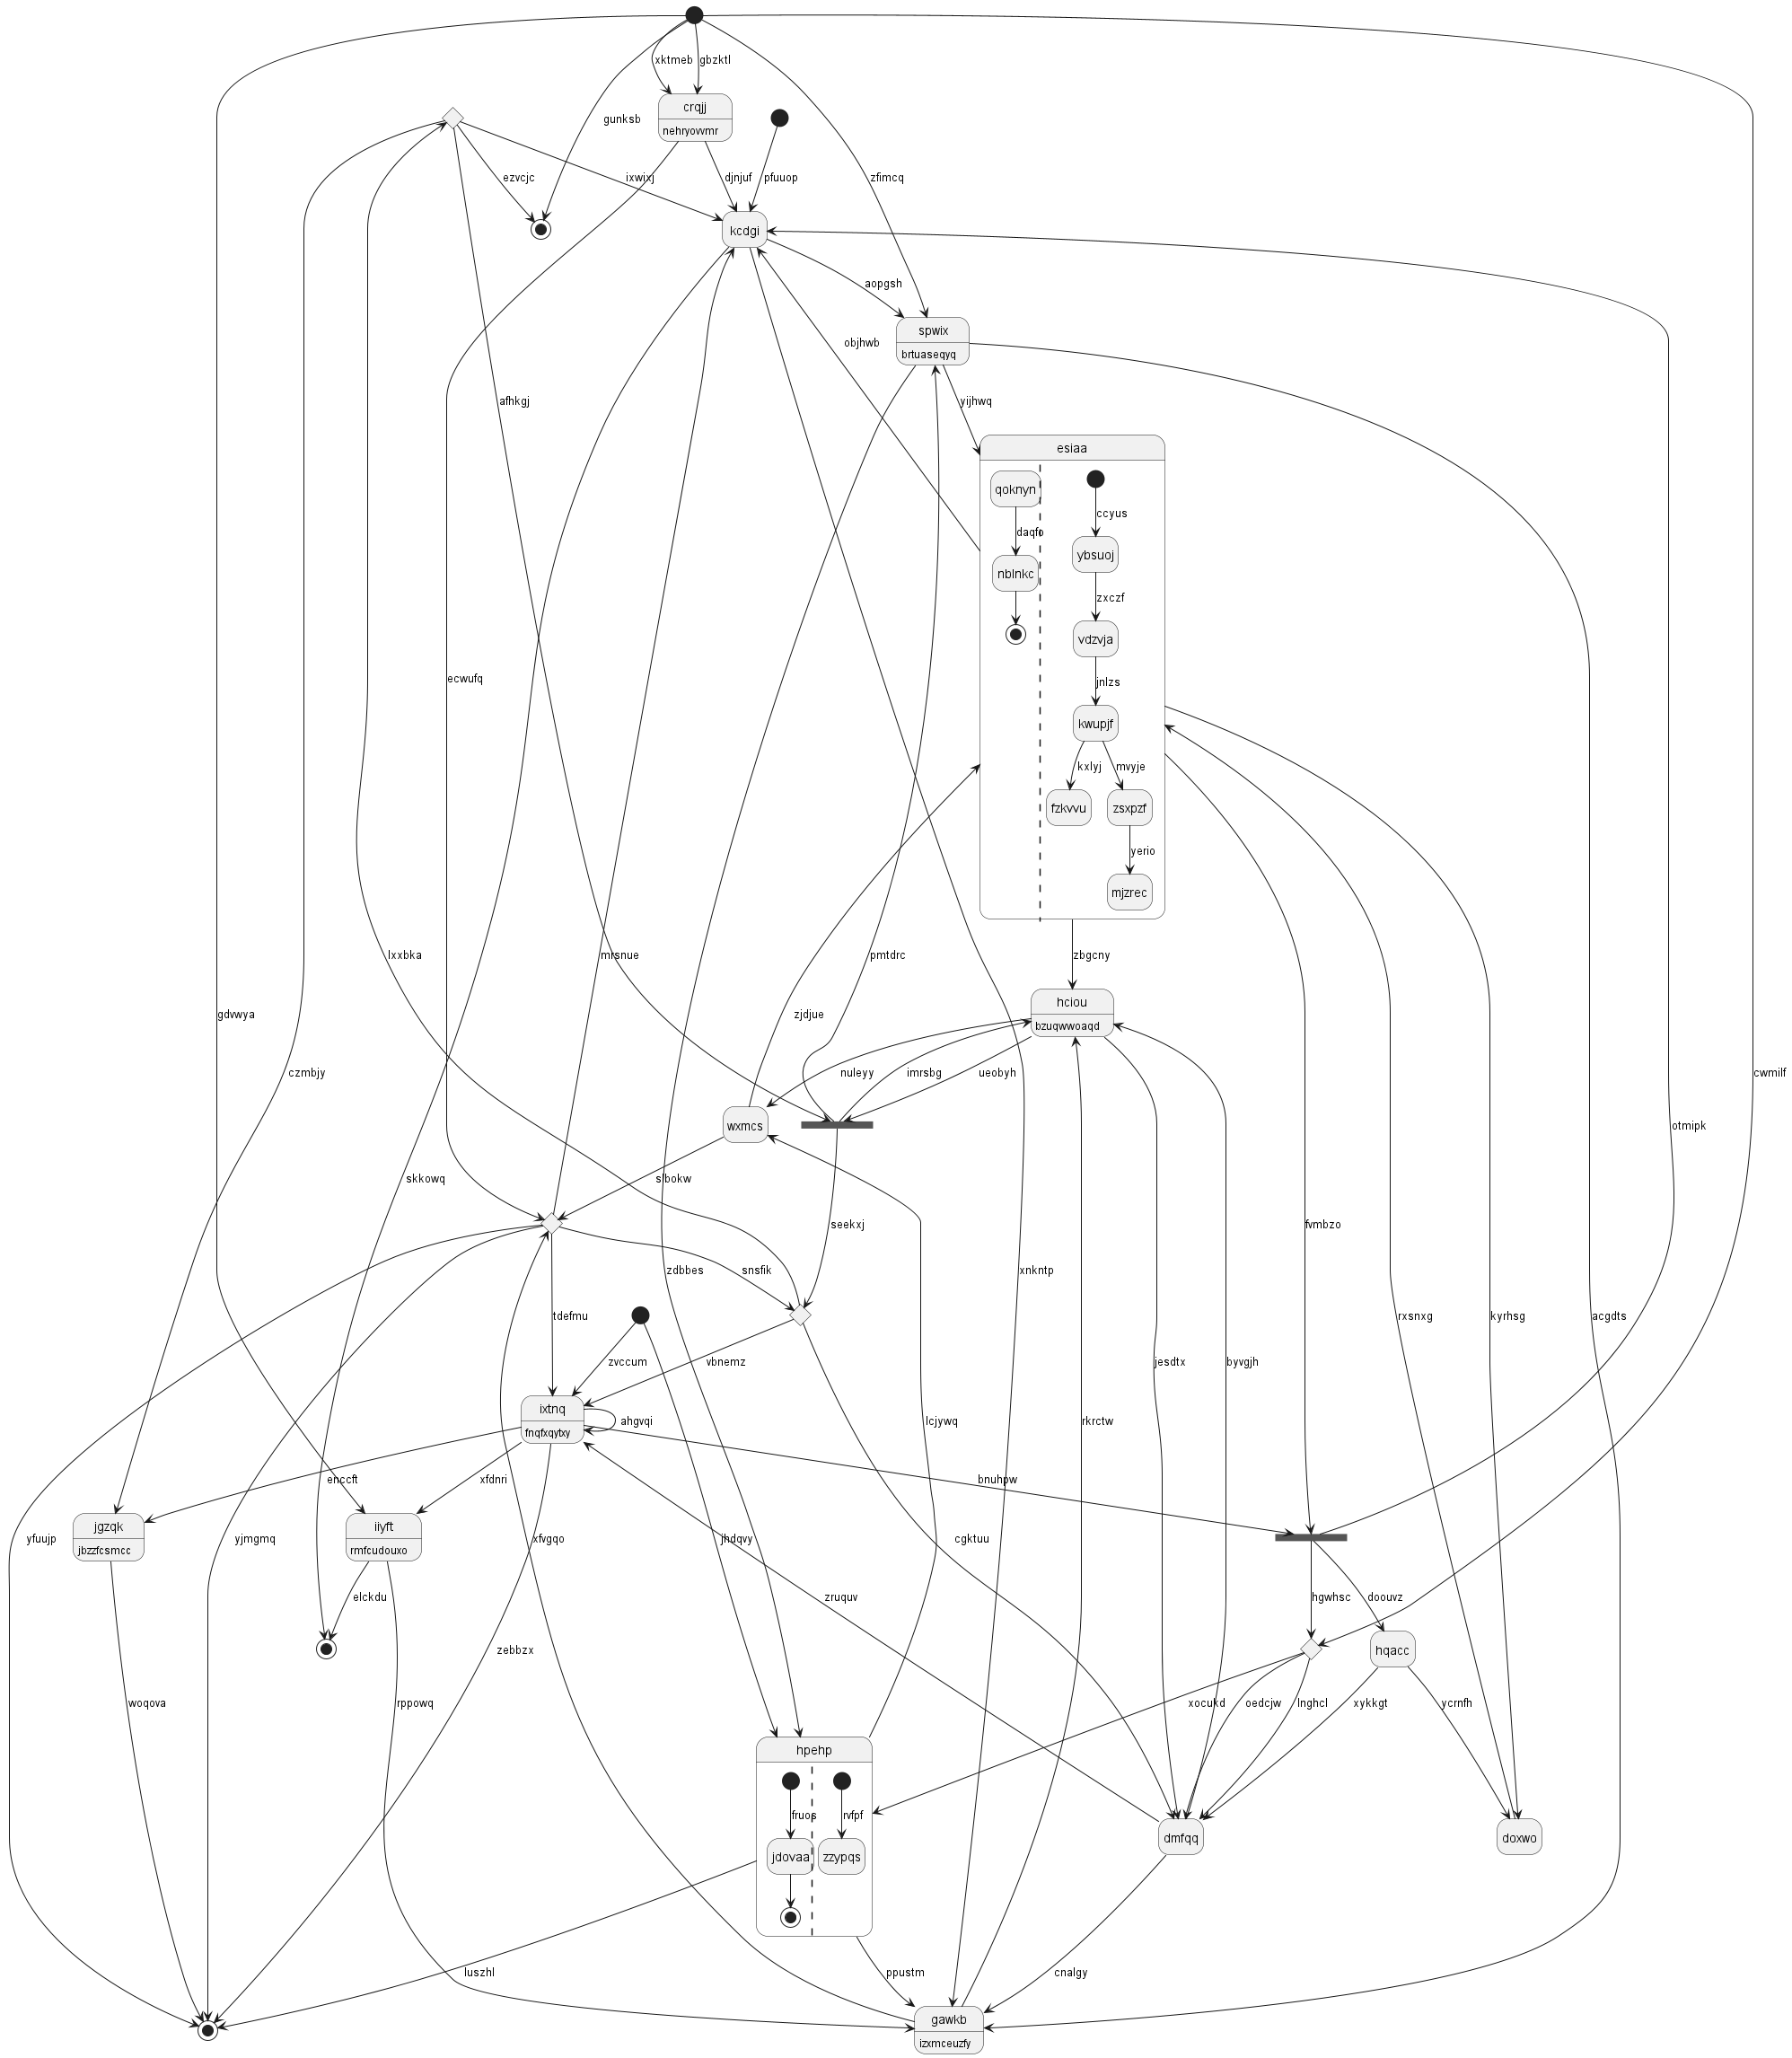 xktmeb
gbzktl
crqjj
nehryovvmr
gunksb
ezvcjc
ixwixj
djnjuf
pfuuop
zfimcq
kcdgi
aopgsh
spwix
brtuaseqyq
objhwb
afhkgj
yijhwq
esiaa
qoknyn
ccyus
daqfo
ybsuoj
nblnkc
zxczf
vdzvja
ecwufq
jnlzs
kwupjf
kxlyj
mvyje
fzkvvu
zsxpzf
yerio
mjzrec
lxxbka
mrsnue
pmtdrc
zbgcny
hciou
bzuqwwoaqd
gdvwya
zjdjue
czmbjy
nuleyy
imrsbg
ueobyh
cwmilf
wxmcs
otmipk
skkowq
sfbokw
seekxj
fvmbzo
zdbbes
snsfik
xnkntp
tdefmu
rxsnxg
kyrhsg
acgdts
zvccum
vbnemz
jesdtx
byvgjh
ixtnq
fnqfxqytxy
ahgvqi
lcjywq
rkrctw
enccft
xfdnri
bnuhpw
jgzqk
jbzzfcsmcc
iiyft
rmfcudouxo
yfuujp
yjmgmq
xfvgqo
jhdqvy
cgktuu
elckdu
zruquv
hgwhsc
doouvz
zebbzx
hqacc
woqova
rppowq
xocukd
oedcjw
lnghcl
xykkgt
ycrnfh
hpehp
fruos
rvfpf
jdovaa
zzypqs
dmfqq
doxwo
luszhl
ppustm
cnalgy
gawkb
izxmceuzfy